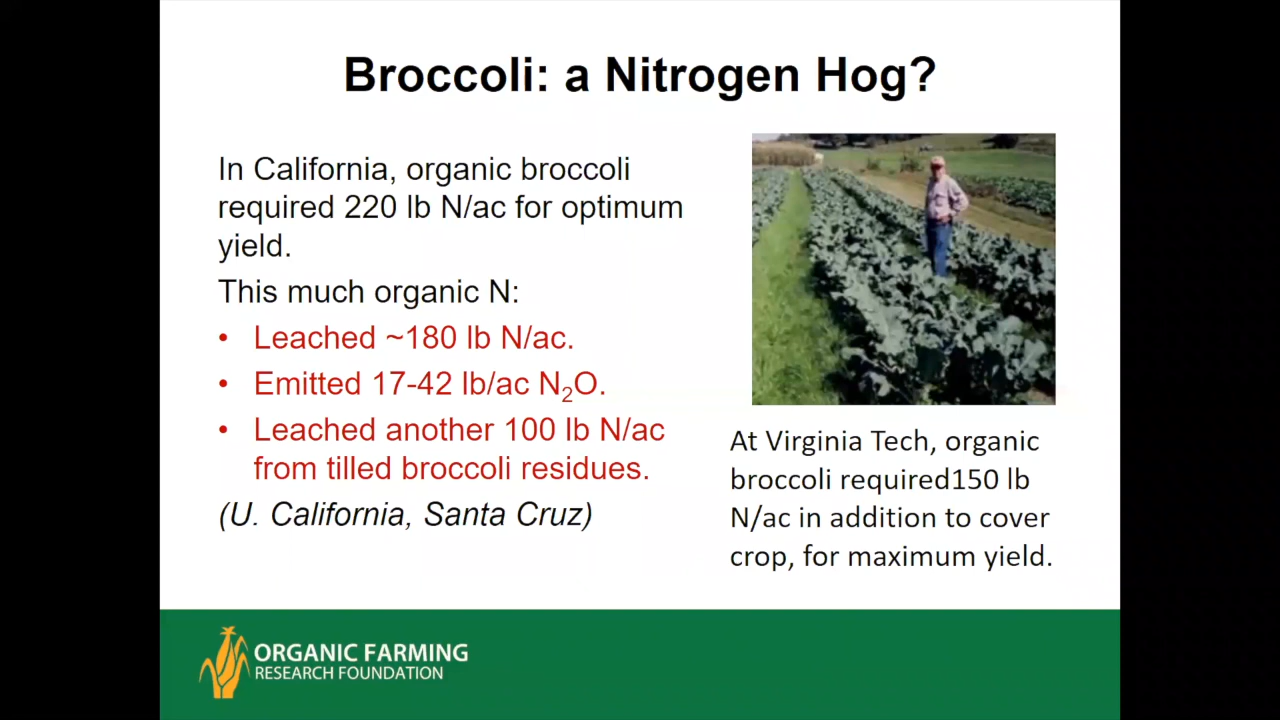 Broccoli: a Nitrogen Hog?
In California, organic broccoli
required 220 lb N/ac for optimum
yield.
This much organic N:
• Leached ~180 lb N/ac.
• Emitted 17-42 lb/ac N₂O.
• Leached another 100 lb N/ac
from tilled broccoli residues.
(U. California, Santa Cruz)
At Virginia Tech, organic
broccoli required150 lb
N/ac in addition to cover
crop, for maximum yield.
ORGANIC FARMING
RESEARCH FOUNDATION